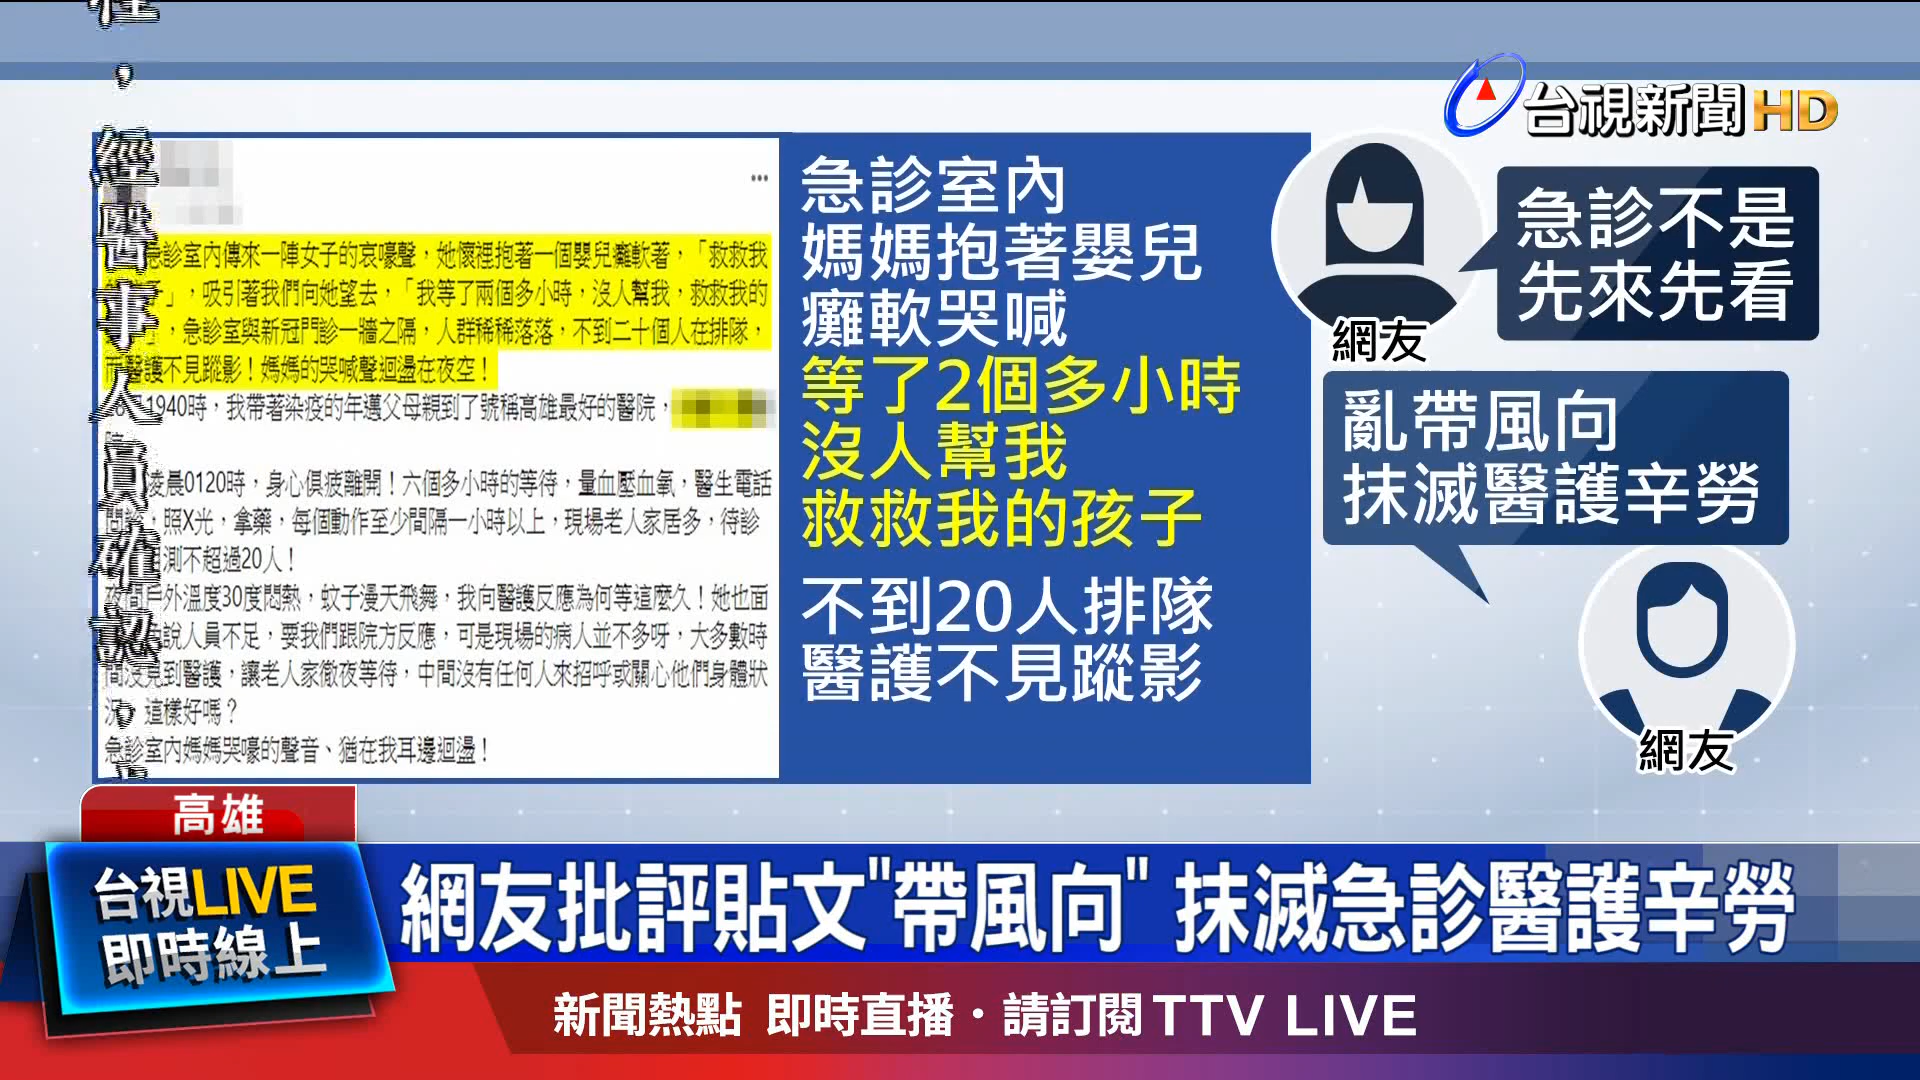 程，經醫事人員確認，
台視新聞HD
急診室內傳來一陣女子的哀嚎聲，她懷裡抱著一個嬰兒癱軟著，「救救我
」，吸引著我們向她望去，「我等了兩個多小時，沒人幫我，救救我的
，急診室與新冠門診一牆之隔，人群稀稀落落，不到二十個人在排隊，
而醫護不見蹤影！媽媽的哭喊聲迴盪在夜空！
1940時，我帶著染疫的年邁父母親到了號稱高雄最好的醫院，
凌晨0120時，身心俱疲離開！六個多小時的等待，量血壓血氧，醫生電話
問診，照X光，拿藥，每個動作至少間隔一小時以上，現場老人家居多，待診
目測不超過20人！
夜間戶外溫度30度悶熱，蚊子漫天飛舞，我向醫護反應為何等這麼久！她也面
說人員不足，要我們跟院方反應，可是現場的病人並不多呀，大多數時
間沒見到醫護，讓老人家徹夜等待，中間沒有任何人來招呼或關心他們身體狀
況，這樣好嗎？
急診室內媽媽哭嚎的聲音、猶在我耳邊迴盪！
急診室內
媽媽抱著嬰兒
癱軟哭喊
等了2個多小時
沒人幫我
救救我的孩子
不到20人排隊
醫護不見蹤影
急診不是
先來先看
網友
亂帶風向
抹滅醫護辛勞
網友
高雄
台視LIVE
即時線上
網友批評貼文"帶風向" 抹滅急診醫護辛勞
新聞熱點 即時直播·請訂閱TTV LIVE